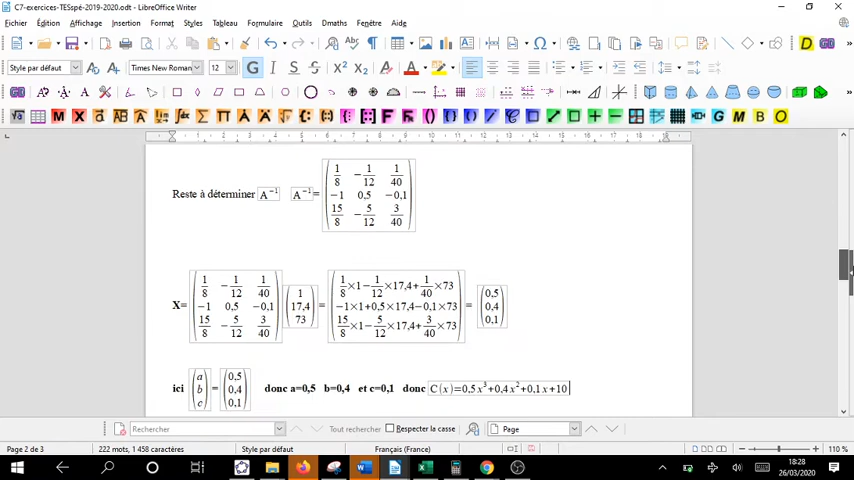 C7-exercices-TESspé-2019-2020.odt - LibreOffice Writer
Fichier Édition Affichage Insertion Format Styles Tableau Formulaire Outils Dmaths Fenêtre Aide
Style par défaut Times New Roman 12
Reste à déterminer A⁻¹ A⁻¹ = ( 1/8 −1/12 1/40
−1 0,5 −0,1
15/8 −5/12 3/40 )
X= ( 1/8 −1/12 1/40
−1 0,5 −0,1
15/8 −5/12 3/40 ) ( 1
17,4
73 ) = ( 1/8×1−1/12×17,4+1/40×73
−1×1+0,5×17,4−0,1×73
15/8×1−5/12×17,4+3/40×73 ) = ( 0,5
0,4
0,1 )
ici ( a
b
c ) = ( 0,5
0,4
0,1 ) donc a=0,5 b=0,4 et c=0,1 donc C(x)=0,5x³+0,4x²+0,1x+10
Rechercher Tout rechercher Respecter la casse Page
Page 2 de 3 222 mots, 1 458 caractères Style par défaut Français (France) 110 %
18:28
26/03/2020